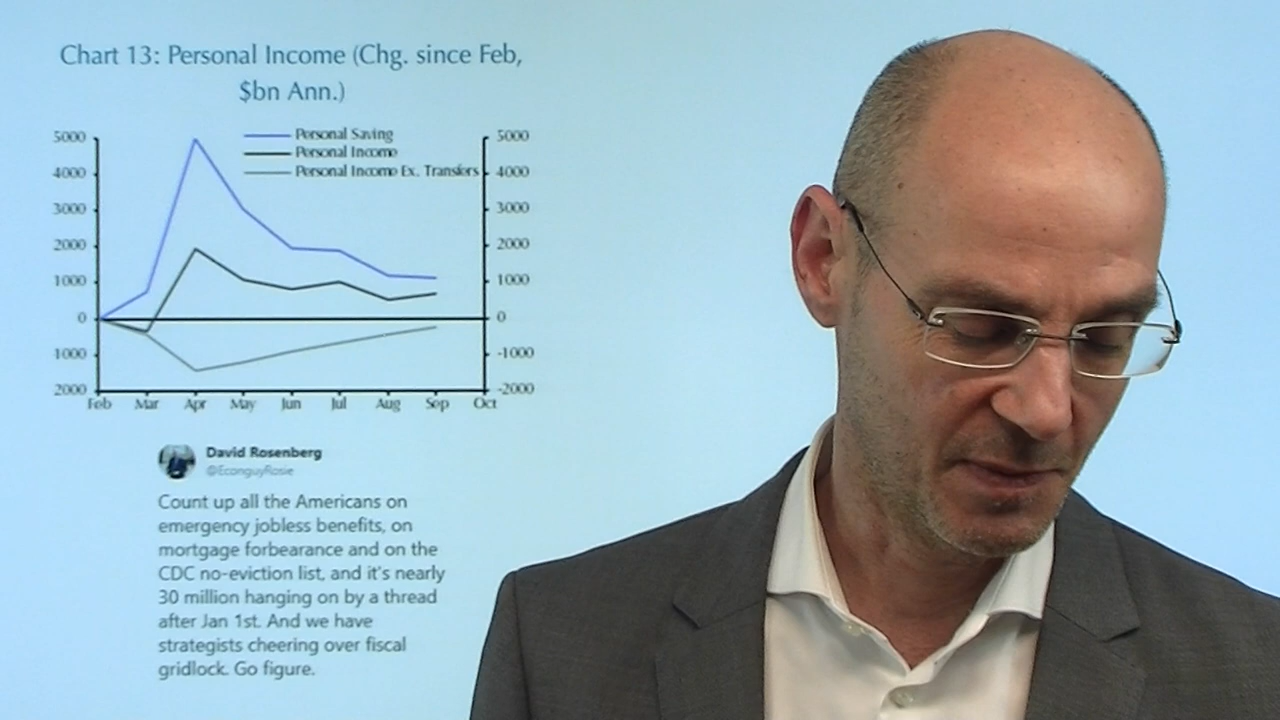 Chart 13: Personal Income (Chg. since Feb,
$bn Ann.)
Personal Saving
Personal Income
Personal Income Ex. Transfers
5000 5000
4000 4000
3000 3000
2000 2000
1000 1000
0 0
1000 -1000
2000 -2000
Feb Mar Apr May Jun Jul Aug Sep Oct
David Rosenberg
@EconguyRosie
Count up all the Americans on
emergency jobless benefits, on
mortgage forbearance and on the
CDC no-eviction list, and it's nearly
30 million hanging on by a thread
after Jan 1st. And we have
strategists cheering over fiscal
gridlock. Go figure.